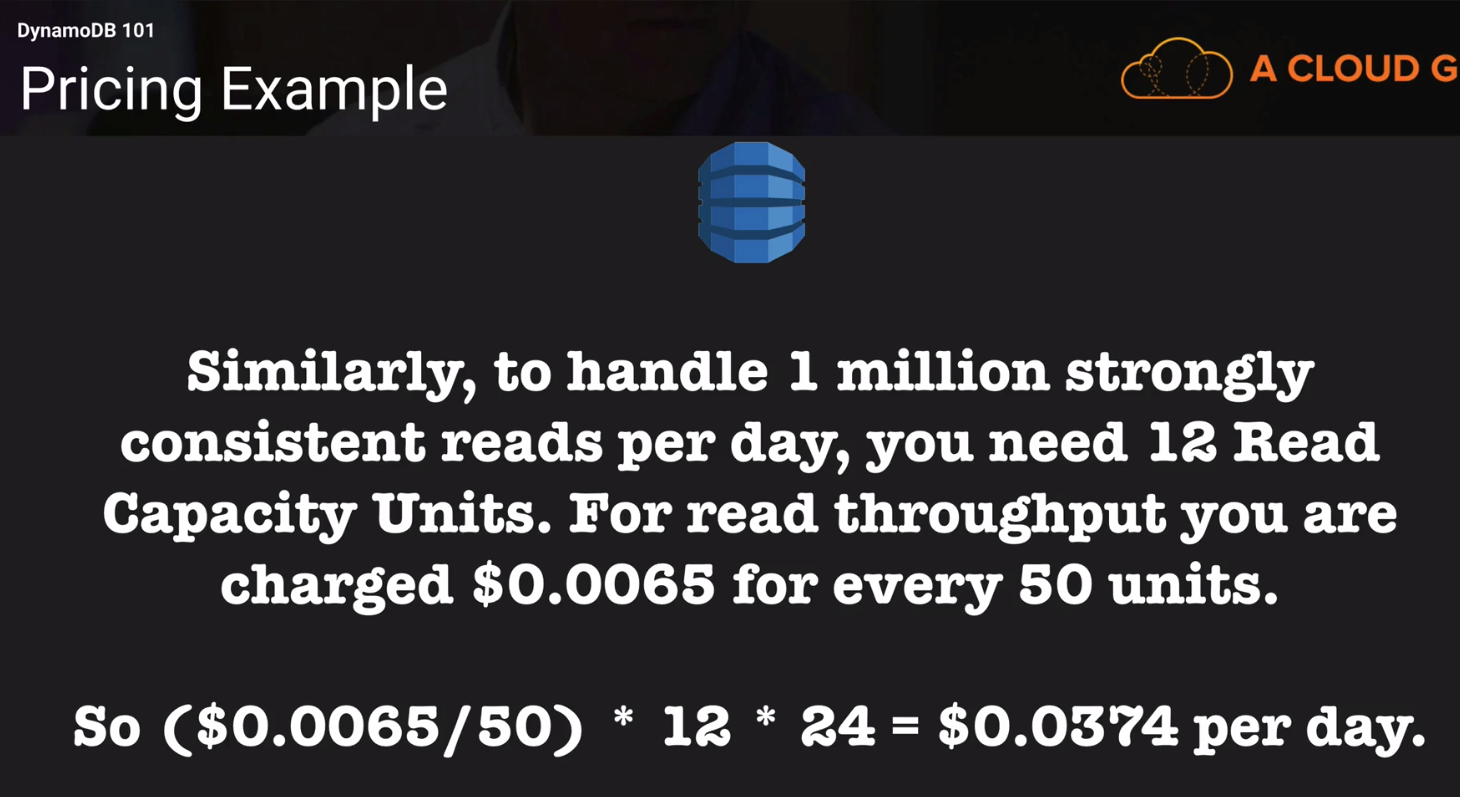 DynamoDB 101
Pricing Example
A CLOUD G
Similarly, to handle 1 million strongly
consistent reads per day, you need 12 Read
Capacity Units. For read throughput you are
charged $0.0065 for every 50 units.
So ($0.0065/50) * 12 * 24 = $0.0374 per day.